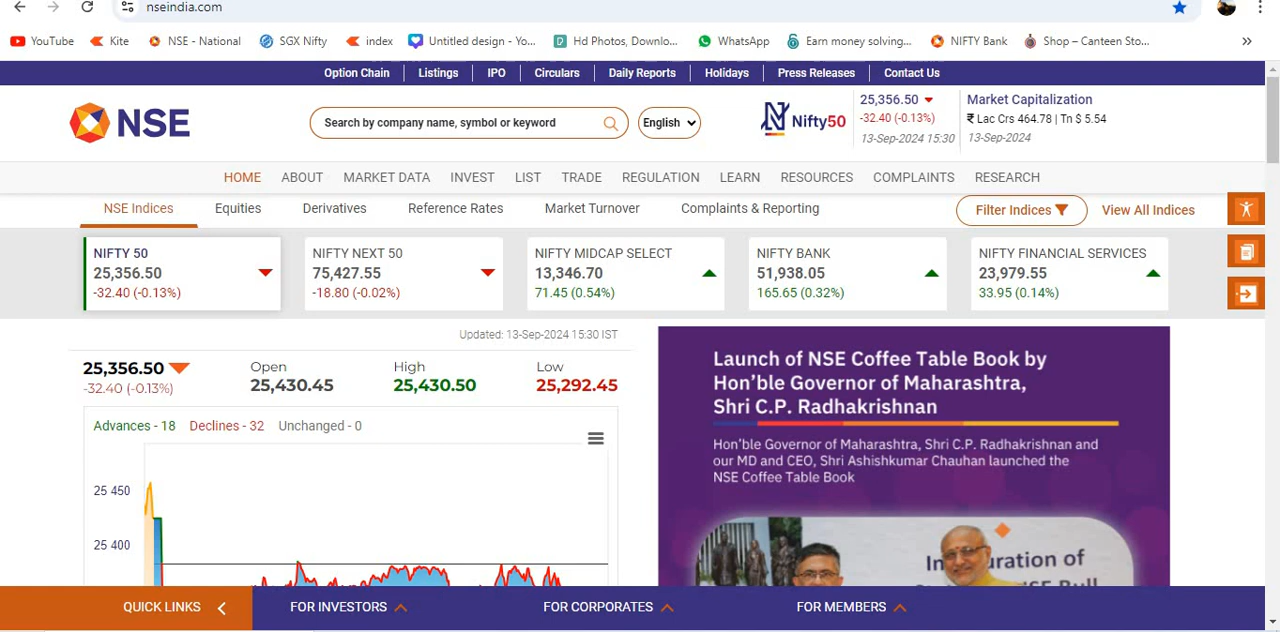 nseindia.com
YouTube Kite NSE - National SGX Nifty index Untitled design - Yo... Hd Photos, Downlo... WhatsApp Earn money solving... NIFTY Bank Shop – Canteen Sto... »
Option Chain Listings IPO Circulars Daily Reports Holidays Press Releases Contact Us
NSE
Search by company name, symbol or keyword
English
Nifty50
25,356.50
-32.40 (-0.13%)
13-Sep-2024 15:30
Market Capitalization
₹ Lac Crs 464.78 | Tn $ 5.54
13-Sep-2024
HOME ABOUT MARKET DATA INVEST LIST TRADE REGULATION LEARN RESOURCES COMPLAINTS RESEARCH
NSE Indices Equities Derivatives Reference Rates Market Turnover Complaints & Reporting Filter Indices View All Indices
NIFTY 50
25,356.50
-32.40 (-0.13%)
NIFTY NEXT 50
75,427.55
-18.80 (-0.02%)
NIFTY MIDCAP SELECT
13,346.70
71.45 (0.54%)
NIFTY BANK
51,938.05
165.65 (0.32%)
NIFTY FINANCIAL SERVICES
23,979.55
33.95 (0.14%)
Updated: 13-Sep-2024 15:30 IST
25,356.50
-32.40 (-0.13%)
Open
25,430.45
High
25,430.50
Low
25,292.45
Advances - 18 Declines - 32 Unchanged - 0
25 450
25 400
Launch of NSE Coffee Table Book by
Hon'ble Governor of Maharashtra,
Shri C.P. Radhakrishnan
Hon'ble Governor of Maharashtra, Shri C.P. Radhakrishnan and
our MD and CEO, Shri Ashishkumar Chauhan launched the
NSE Coffee Table Book
QUICK LINKS FOR INVESTORS FOR CORPORATES FOR MEMBERS